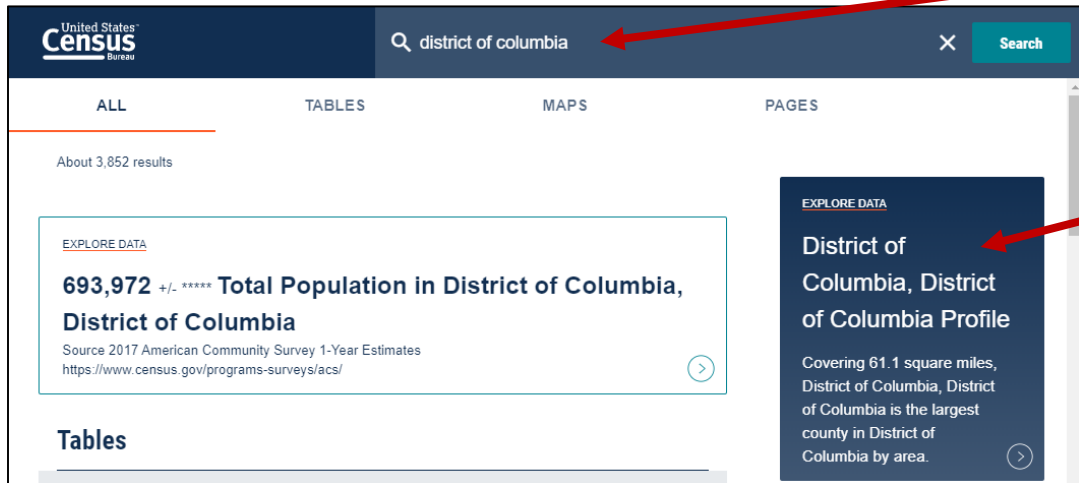 United States™
Census
Bureau
district of columbia
Search
ALL
TABLES
MAPS
PAGES
About 3,852 results
EXPLORE DATA
693,972 +/- ***** Total Population in District of Columbia,
District of Columbia
Source 2017 American Community Survey 1-Year Estimates
https://www.census.gov/programs-surveys/acs/
Tables
EXPLORE DATA
District of
Columbia, District
of Columbia Profile
Covering 61.1 square miles,
District of Columbia, District
of Columbia is the largest
county in District of
Columbia by area.